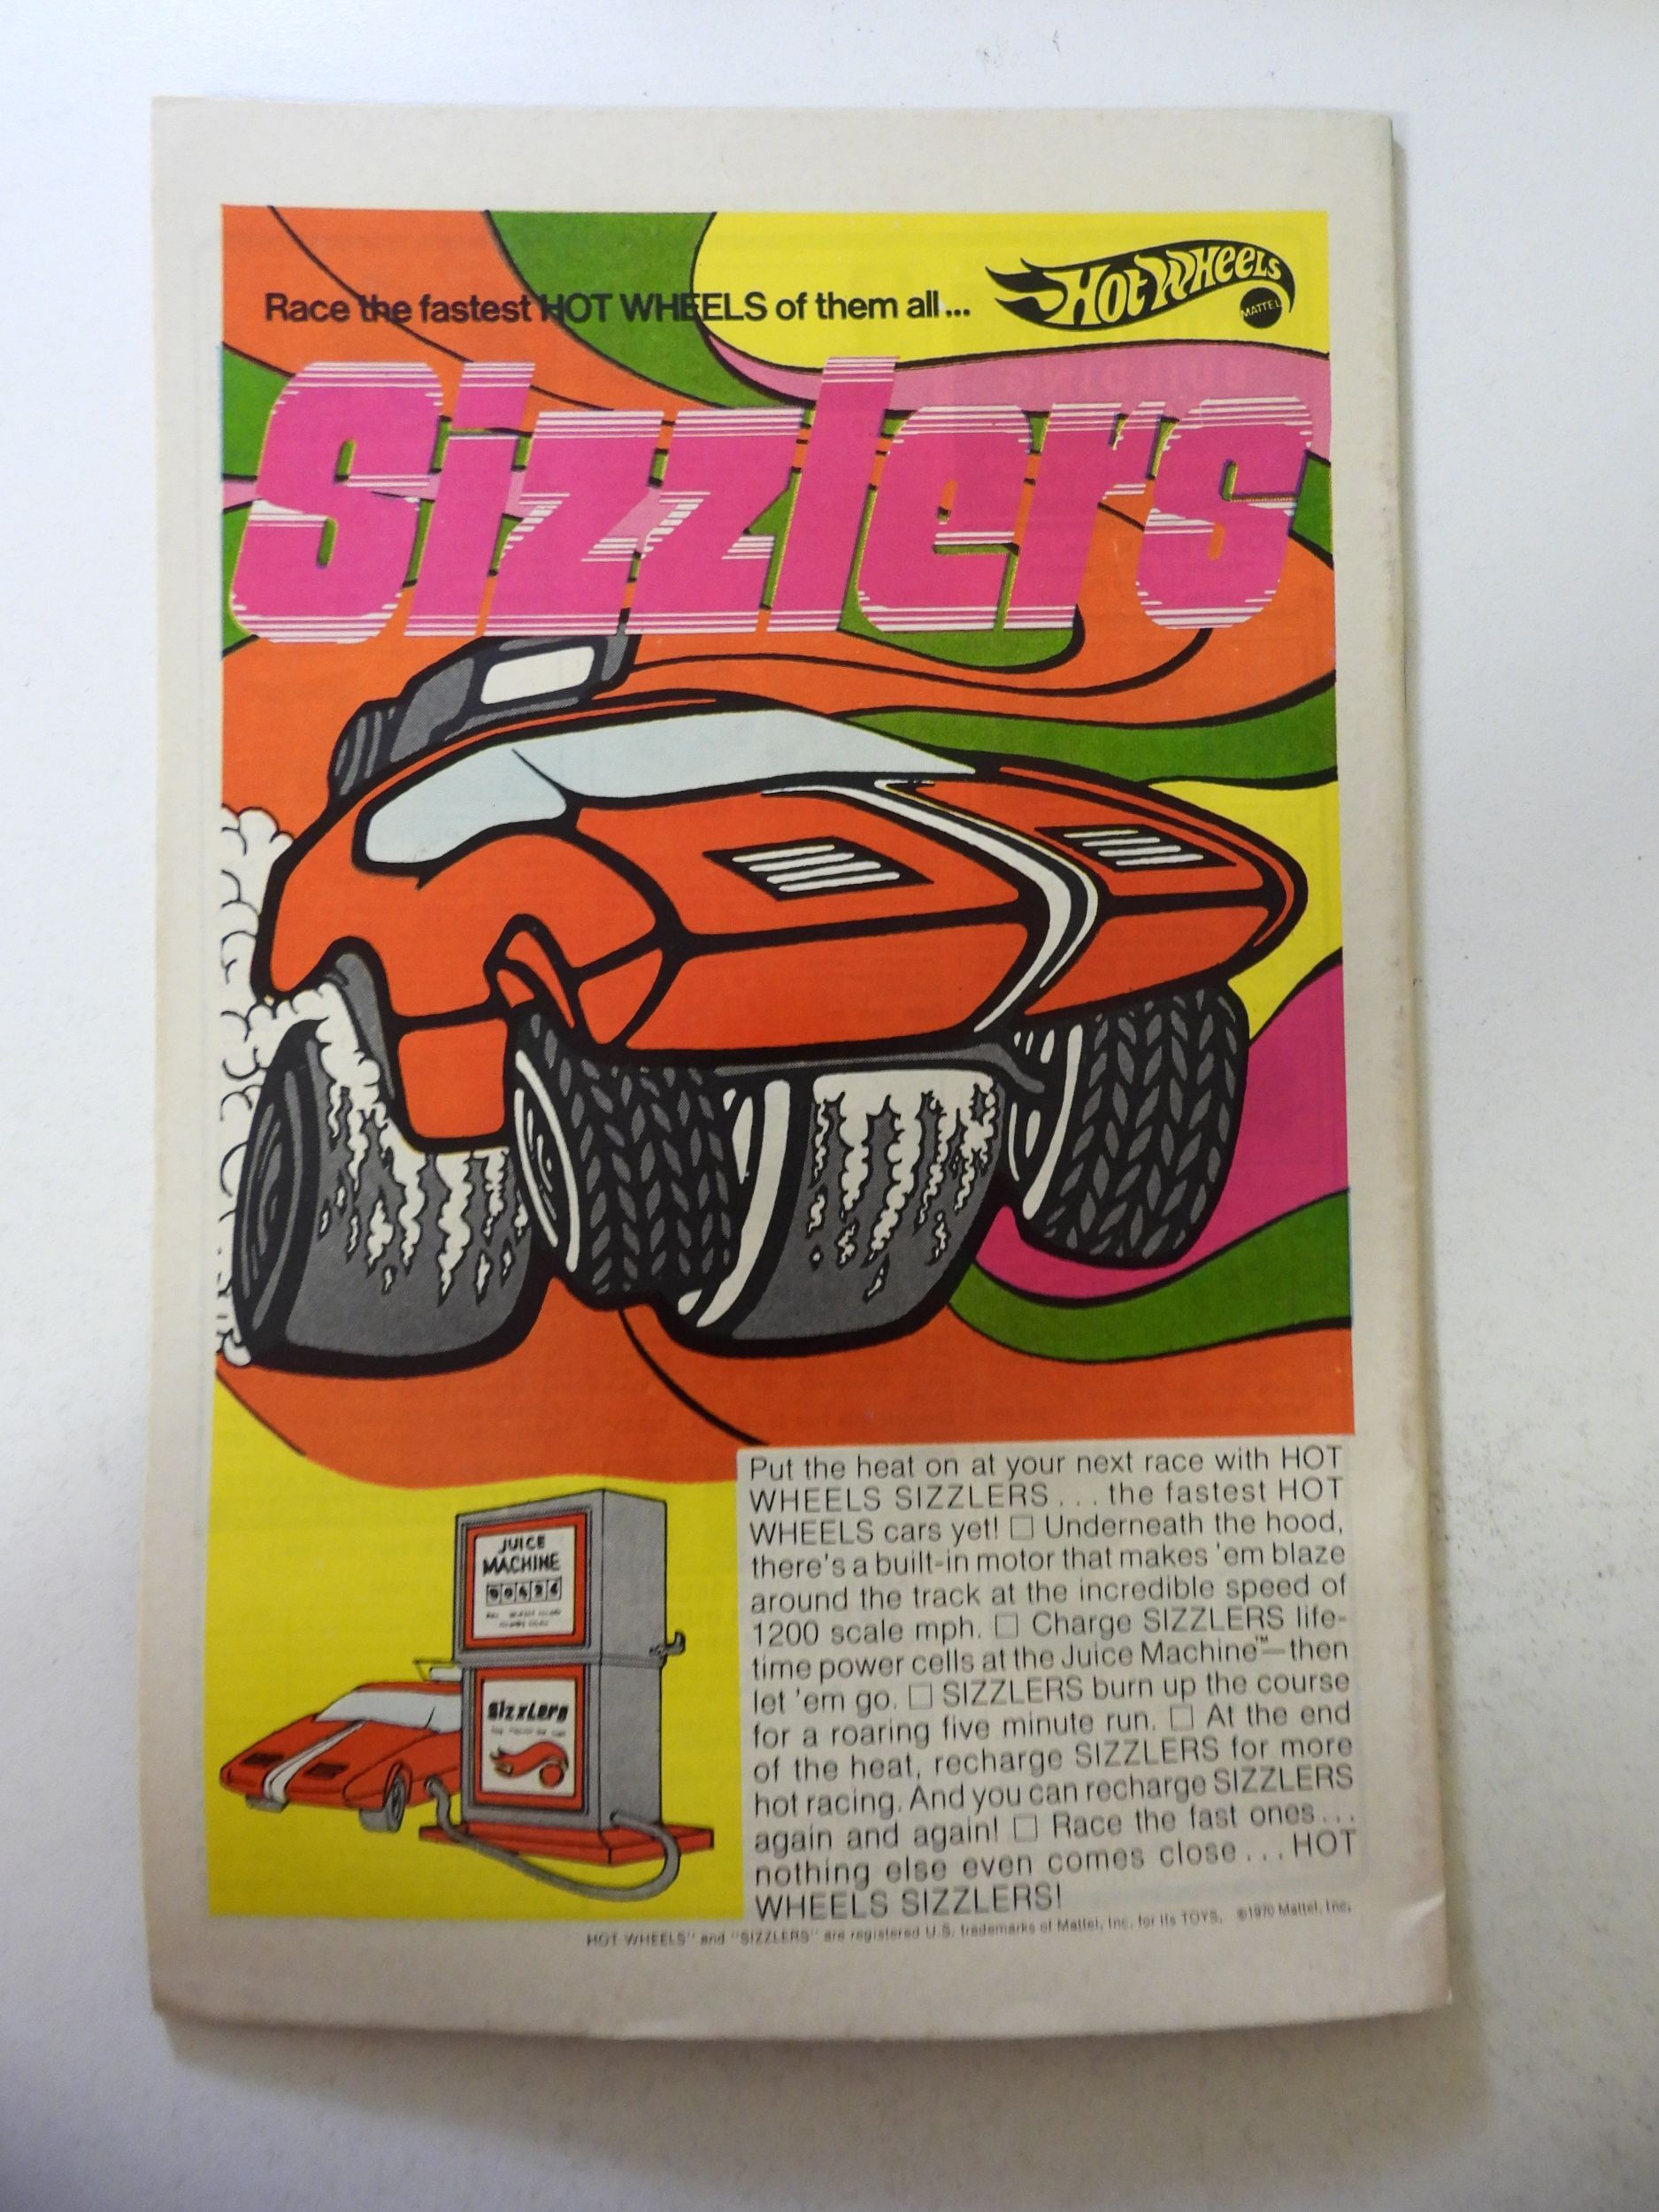 Race the fastest HOT WHEELS of them all...
Hot Wheels
MATTEL
Sizzlers
Put the heat on at your next race with HOT
WHEELS SIZZLERS... the fastest HOT
WHEELS cars yet! □ Underneath the hood,
there's a built-in motor that makes 'em blaze
around the track at the incredible speed of
1200 scale mph. □ Charge SIZZLERS life-
time power cells at the Juice Machine™—then
let 'em go. □ SIZZLERS burn up the course
for a roaring five minute run. □ At the end
of the heat, recharge SIZZLERS for more
hot racing. And you can recharge SIZZLERS
again and again! □ Race the fast ones...
nothing else even comes close... HOT
WHEELS SIZZLERS!
JUICE
MACHINE
Sizzlers
HOT WHEELS" and "SIZZLERS" are registered U.S. trademarks of Mattel, Inc. for its TOYS. ©1970 Mattel, Inc.